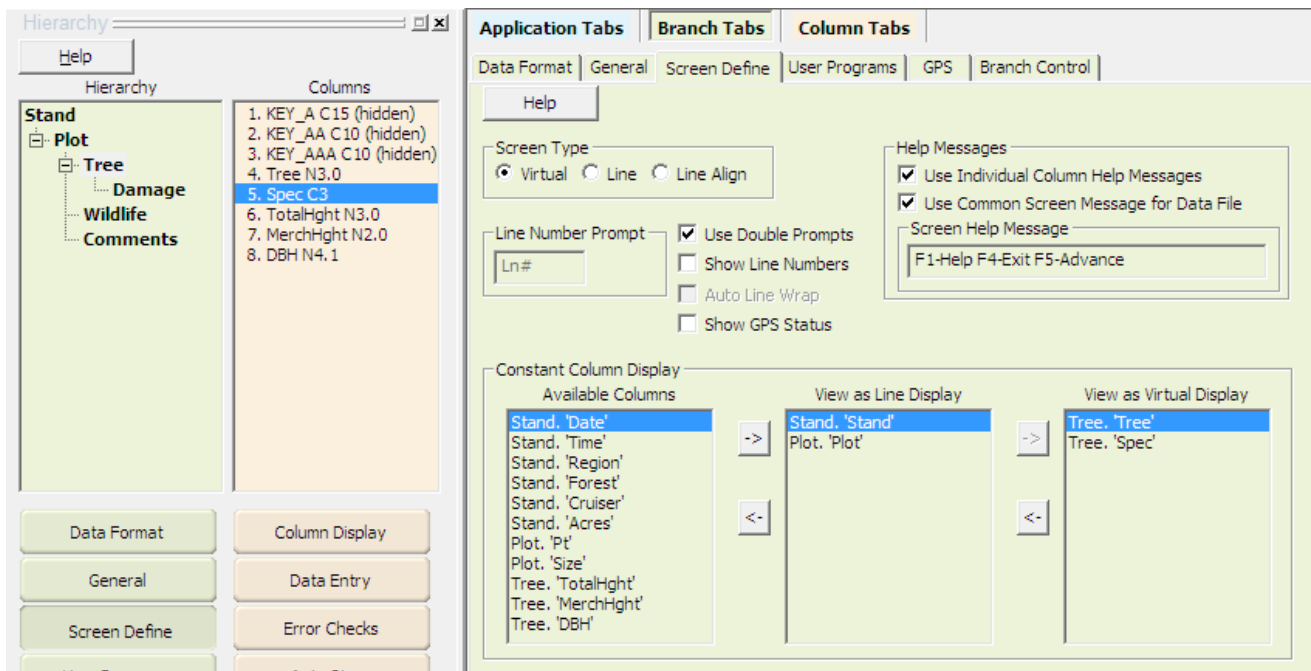 Hierarchy
Help
Hierarchy
Stand
Plot
Tree
Damage
Wildlife
Comments
Columns
1. KEY_A C15 (hidden)
2. KEY_AA C10 (hidden)
3. KEY_AAA C10 (hidden)
4. Tree N3.0
5. Spec C3
6. TotalHght N3.0
7. MerchHght N2.0
8. DBH N4.1
Data Format
Column Display
General
Data Entry
Screen Define
Error Checks
Application Tabs
Branch Tabs
Column Tabs
Data Format
General
Screen Define
User Programs
GPS
Branch Control
Help
Screen Type
Virtual
Line
Line Align
Line Number Prompt
Ln#
Use Double Prompts
Show Line Numbers
Auto Line Wrap
Show GPS Status
Help Messages
Use Individual Column Help Messages
Use Common Screen Message for Data File
Screen Help Message
F1-Help F4-Exit F5-Advance
Constant Column Display
Available Columns
Stand. 'Date'
Stand. 'Time'
Stand. 'Region'
Stand. 'Forest'
Stand. 'Cruiser'
Stand. 'Acres'
Plot. 'Pt'
Plot. 'Size'
Tree. 'TotalHght'
Tree. 'MerchHght'
Tree. 'DBH'
->
<-
View as Line Display
Stand. 'Stand'
Plot. 'Plot'
->
<-
View as Virtual Display
Tree. 'Tree'
Tree. 'Spec'